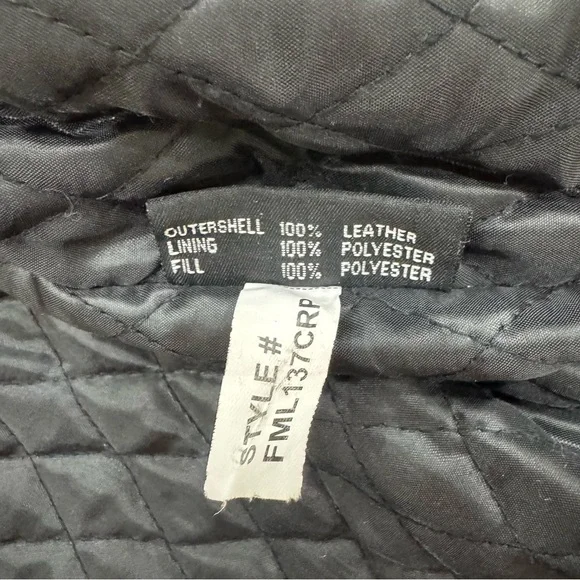 OUTERSHELL 100% LEATHER
LINING 100% POLYESTER
FILL 100% POLYESTER
STYLE #
FML137CRP